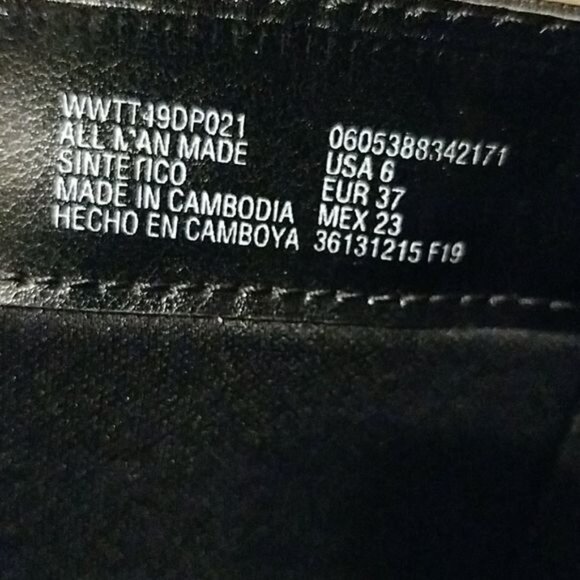 WWTT49DP021
ALL MAN MADE
SINTETICO
MADE IN CAMBODIA
HECHO EN CAMBOYA
0605388342171
USA 6
EUR 37
MEX 23
36131215 F19